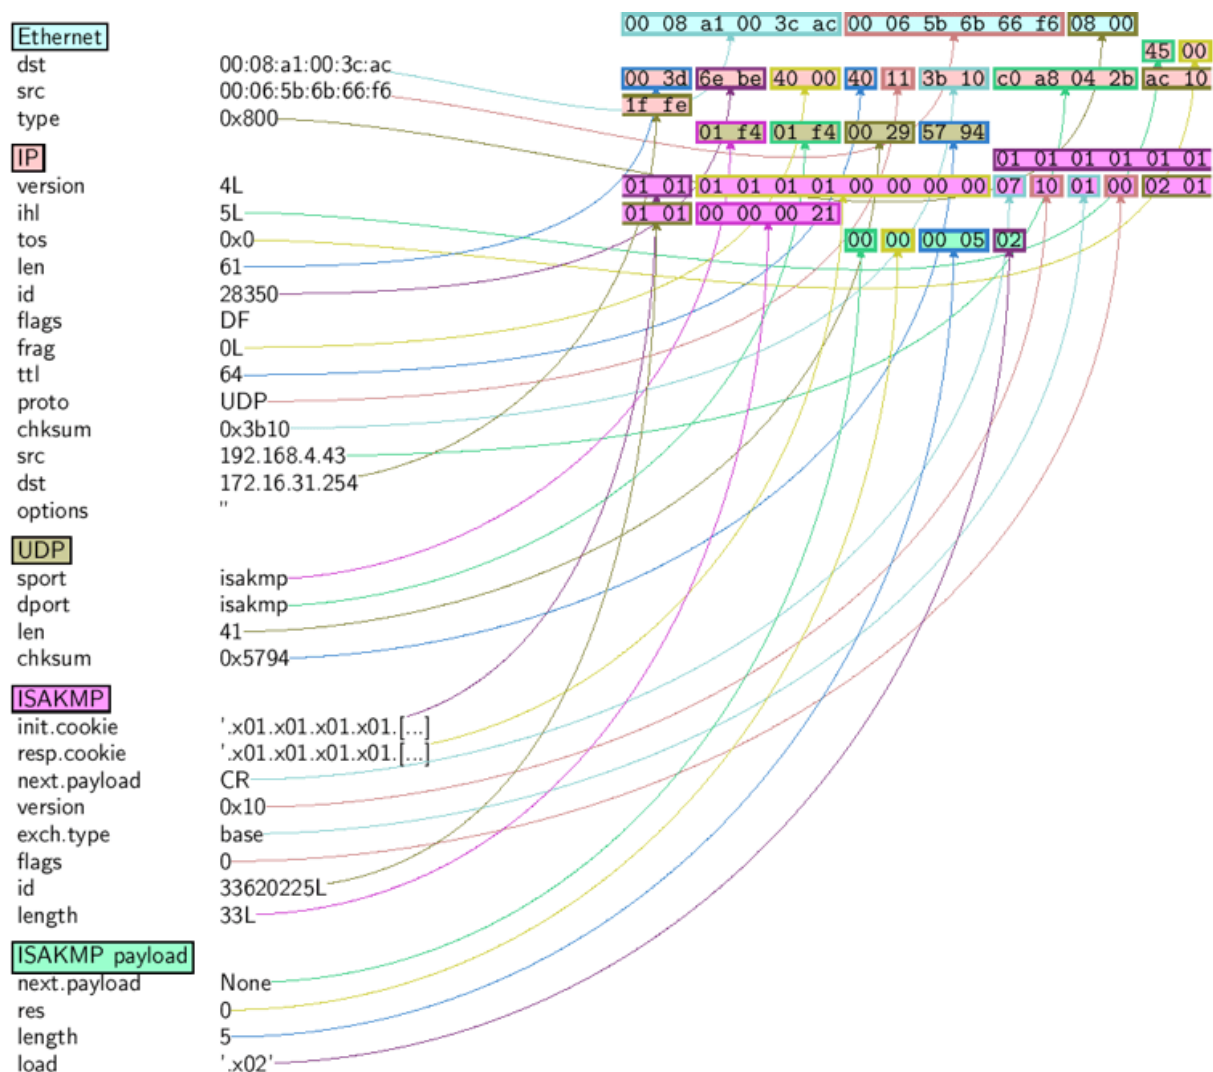 Ethernet
dst 00:08:a1:00:3c:ac
src 00:06:5b:6b:66:f6
type 0x800
IP
version 4L
ihl 5L
tos 0x0
len 61
id 28350
flags DF
frag 0L
ttl 64
proto UDP
chksum 0x3b10
src 192.168.4.43
dst 172.16.31.254
options ''
UDP
sport isakmp
dport isakmp
len 41
chksum 0x5794
ISAKMP
init.cookie '.x01.x01.x01.x01.[...]
resp.cookie '.x01.x01.x01.x01.[...]
next.payload CR
version 0x10
exch.type base
flags 0
id 33620225L
length 33L
ISAKMP payload
next.payload None
res 0
length 5
load '.x02'
00 08 a1 00 3c ac 00 06 5b 6b 66 f6 08 00
45 00
00 3d 6e be 40 00 40 11 3b 10 c0 a8 04 2b ac 10
1f fe
01 f4 01 f4 00 29 57 94
01 01 01 01 01 01
01 01 01 01 01 01 00 00 00 00 07 10 01 00 02 01
01 01 00 00 00 21
00 00 00 05 02